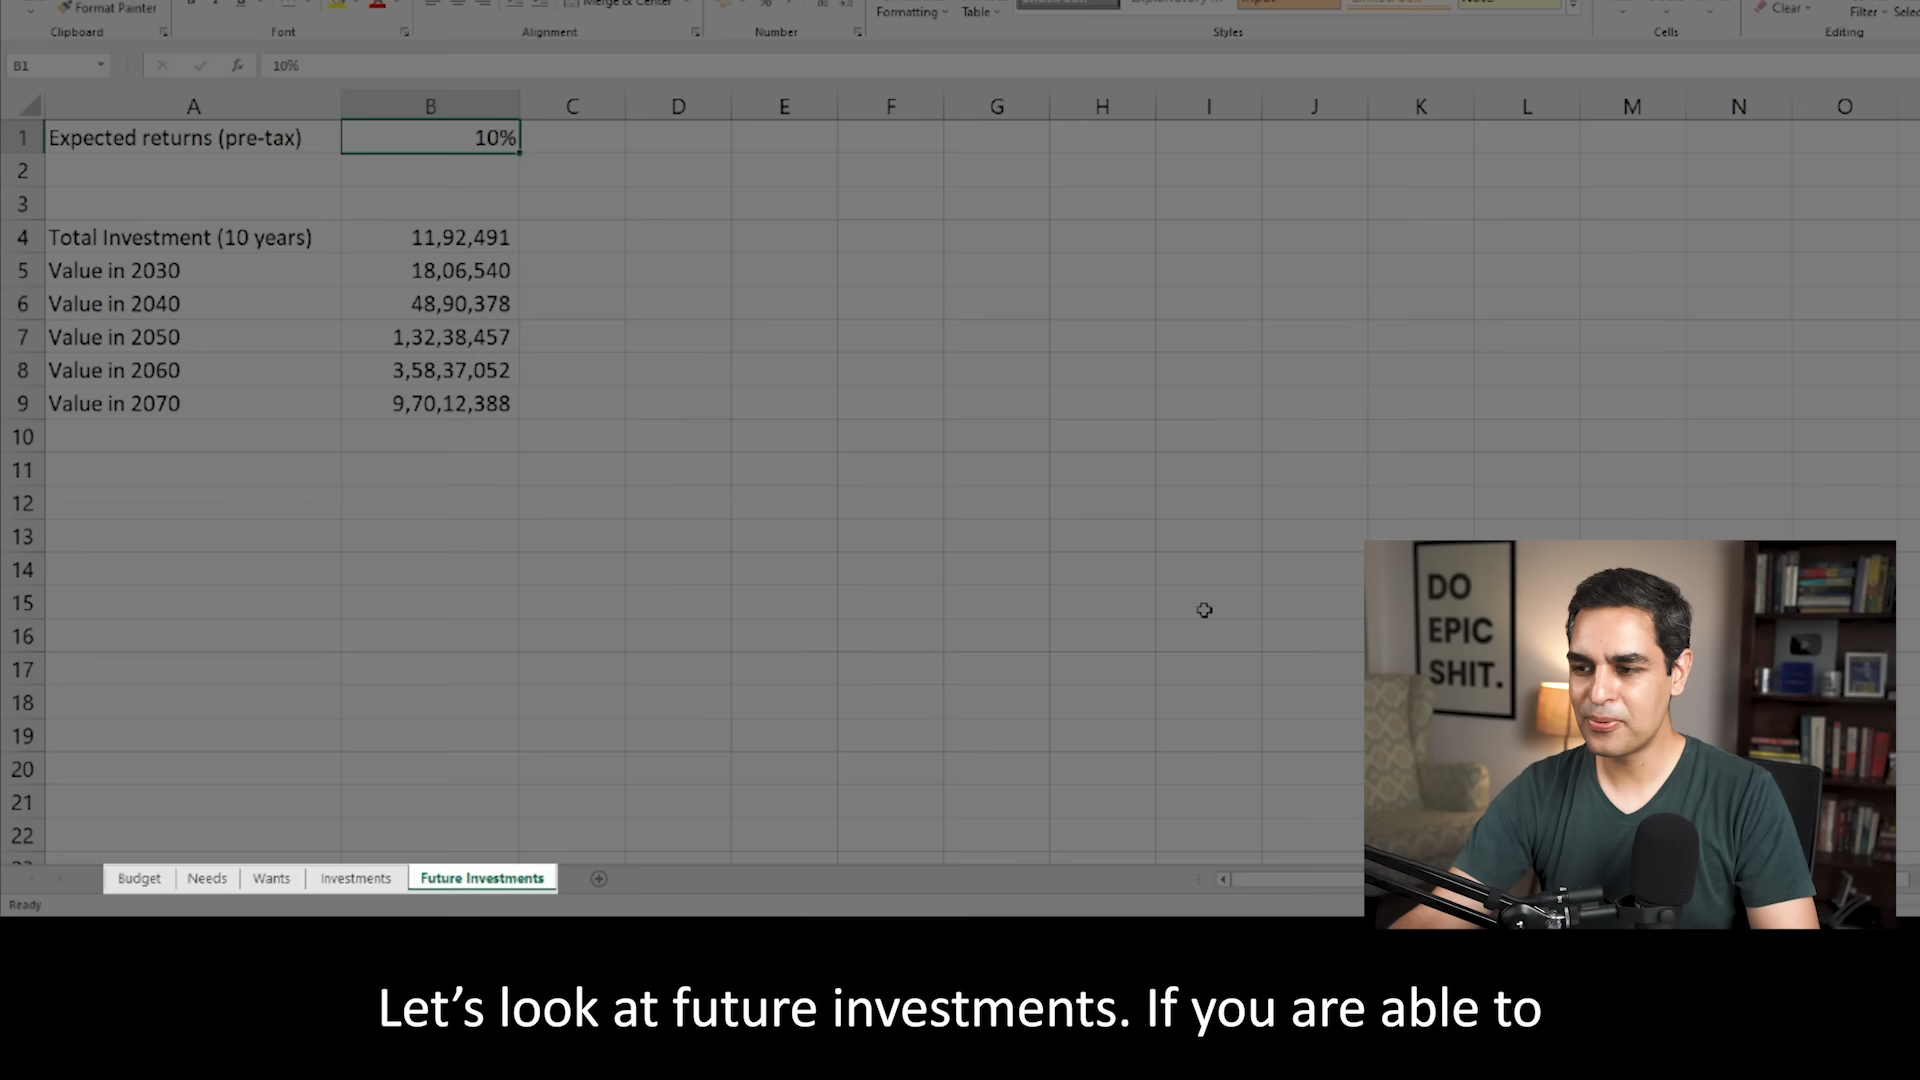 Format Painter
Merge & Center
Formatting
Table
Clear
Filter
Clipboard
Font
Alignment
Number
Styles
Cells
Editing
B1
fx
10%
A B C D E F G H I J K L M N O
1 Expected returns (pre-tax) 10%
2
3
4 Total Investment (10 years) 11,92,491
5 Value in 2030 18,06,540
6 Value in 2040 48,90,378
7 Value in 2050 1,32,38,457
8 Value in 2060 3,58,37,052
9 Value in 2070 9,70,12,388
10
11
12
13
14
15
16
17
18
19
20
21
22
DO
EPIC
SHIT.
Budget Needs Wants Investments Future Investments
Ready
Let’s look at future investments. If you are able to